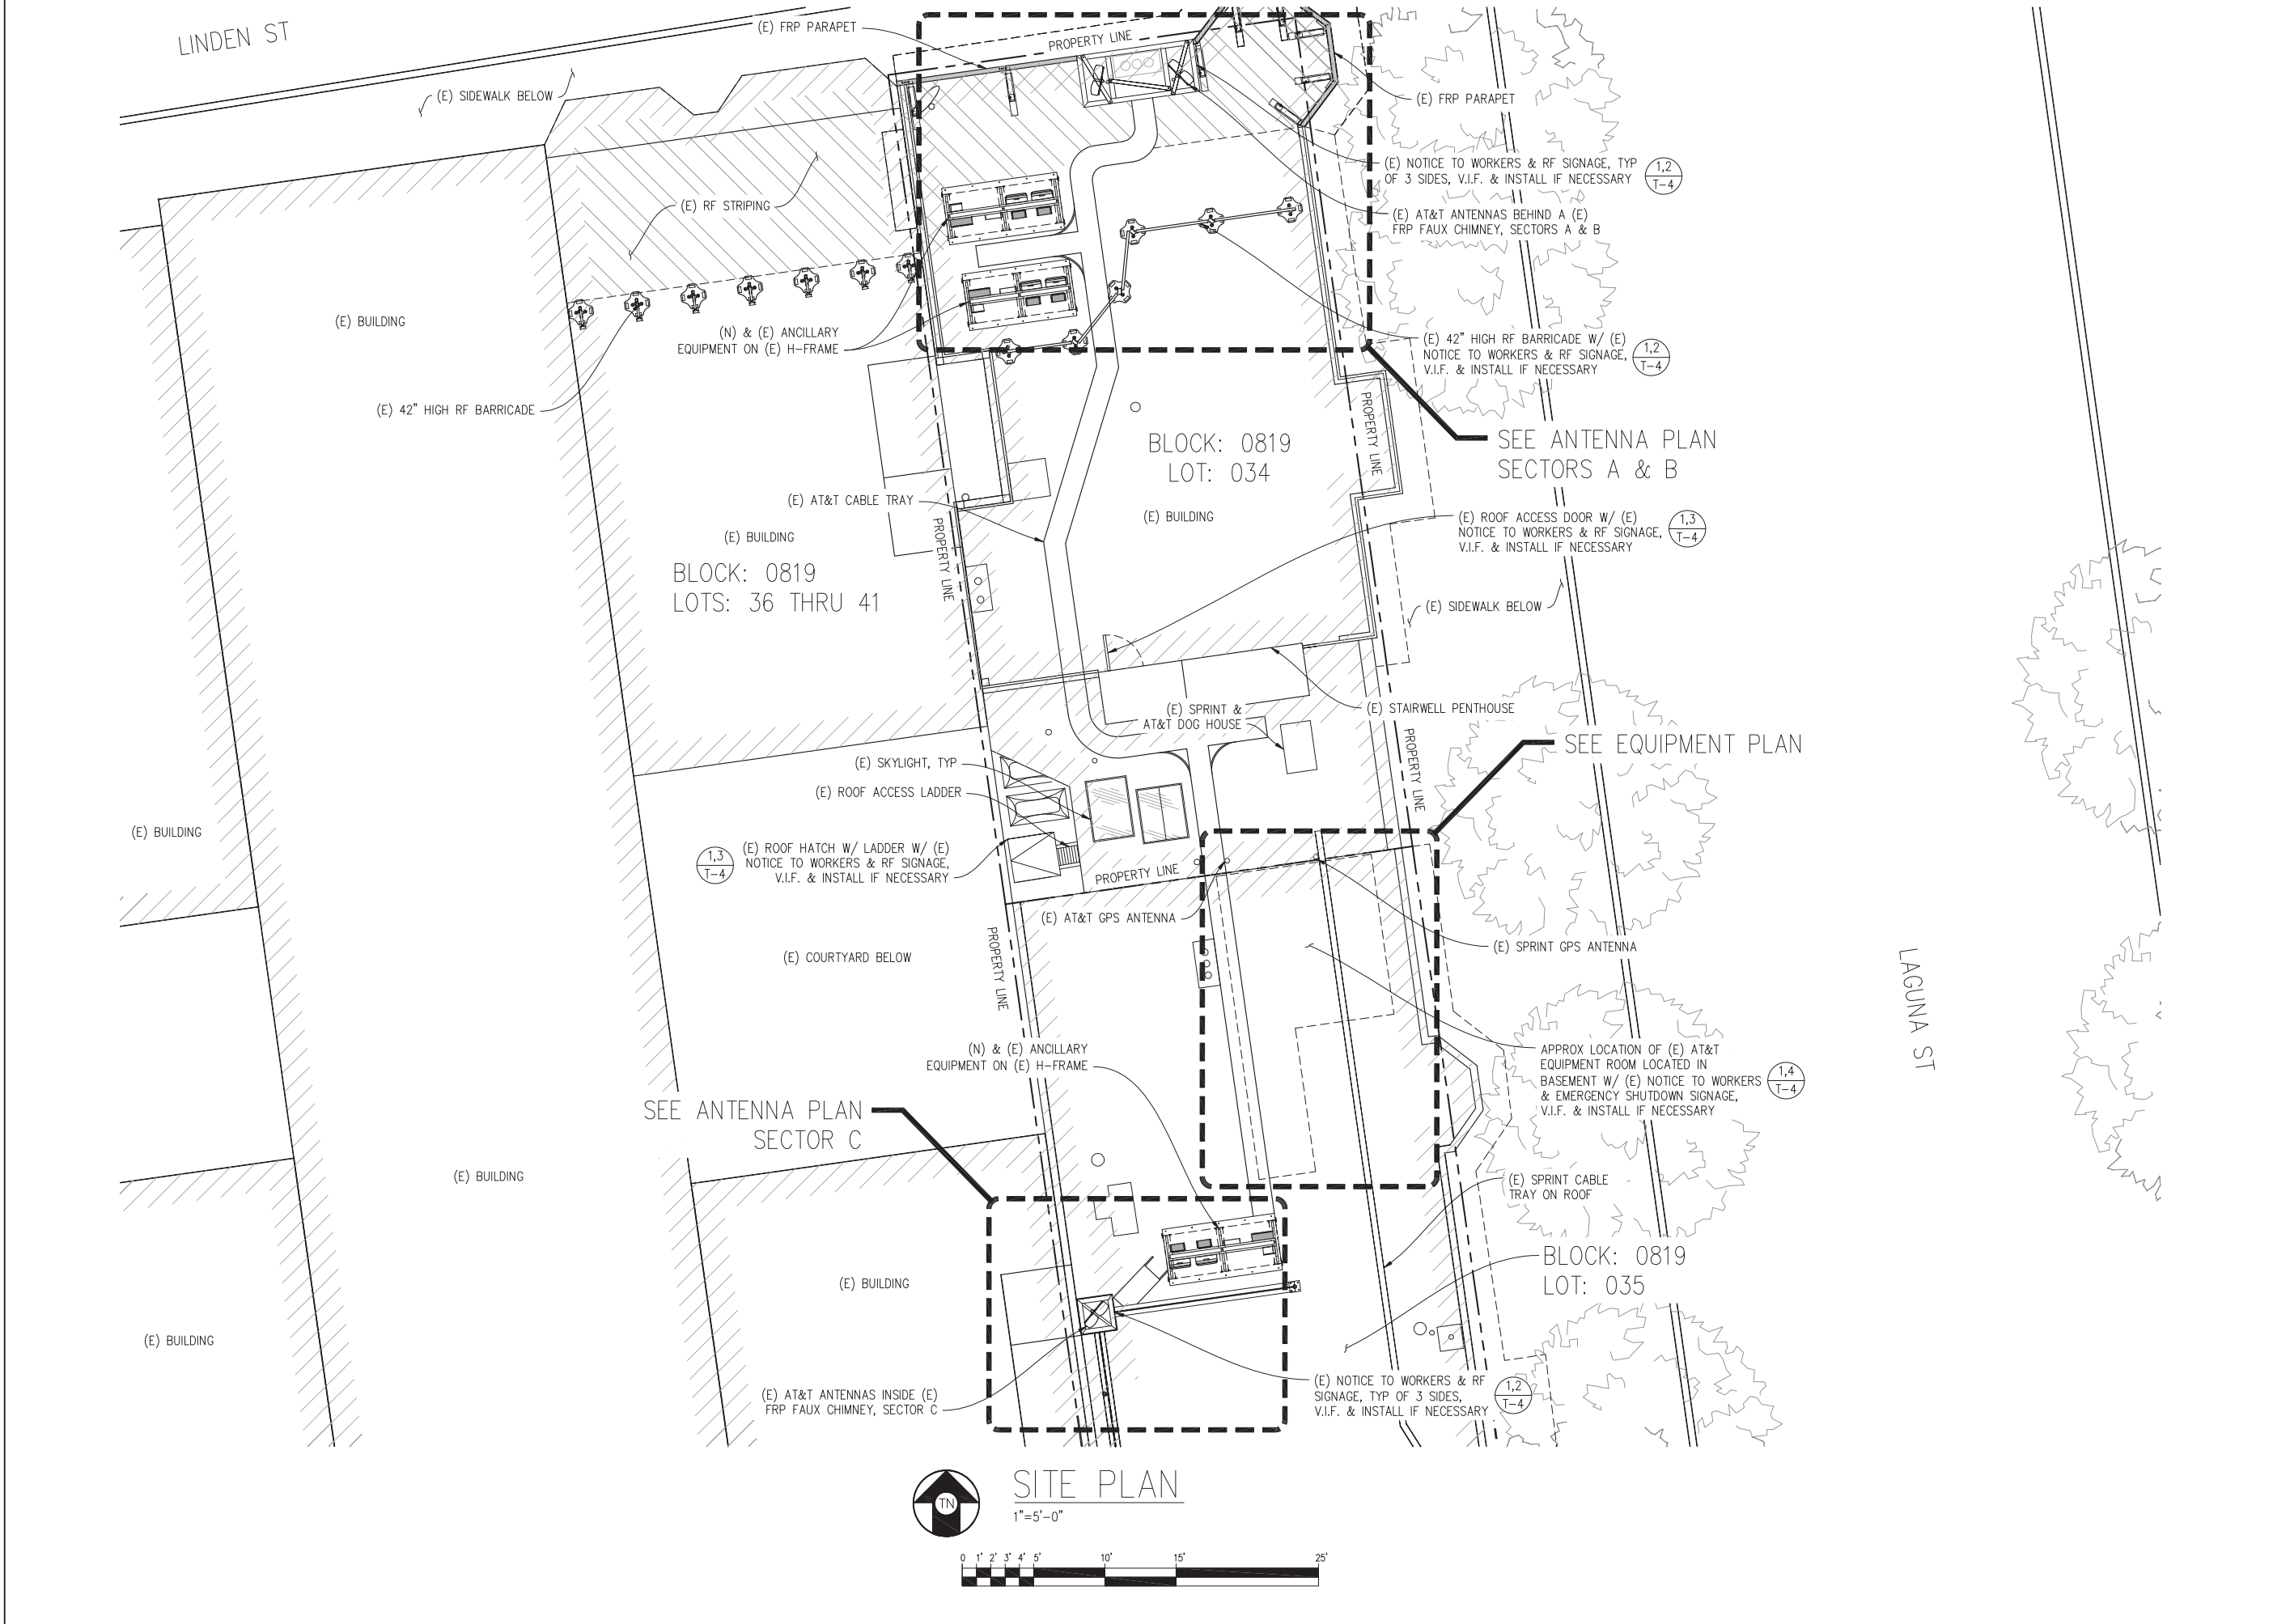 LINDEN ST
(E) FRP PARAPET
PROPERTY LINE
(E) SIDEWALK BELOW
(E) FRP PARAPET
(E) NOTICE TO WORKERS & RF SIGNAGE, TYP
OF 3 SIDES, V.I.F. & INSTALL IF NECESSARY
1,2
T-4
(E) RF STRIPING
(E) AT&T ANTENNAS BEHIND A (E)
FRP FAUX CHIMNEY, SECTORS A & B
(E) BUILDING
(N) & (E) ANCILLARY
EQUIPMENT ON (E) H-FRAME
(E) 42" HIGH RF BARRICADE W/ (E)
NOTICE TO WORKERS & RF SIGNAGE,
V.I.F. & INSTALL IF NECESSARY
1,2
T-4
(E) 42" HIGH RF BARRICADE
PROPERTY LINE
BLOCK: 0819
LOT: 034
SEE ANTENNA PLAN
SECTORS A & B
(E) AT&T CABLE TRAY
(E) BUILDING
(E) ROOF ACCESS DOOR W/ (E)
NOTICE TO WORKERS & RF SIGNAGE,
V.I.F. & INSTALL IF NECESSARY
1,3
T-4
(E) BUILDING
PROPERTY LINE
BLOCK: 0819
LOTS: 36 THRU 41
(E) SIDEWALK BELOW
(E) SPRINT &
AT&T DOG HOUSE
(E) STAIRWELL PENTHOUSE
PROPERTY LINE
SEE EQUIPMENT PLAN
(E) SKYLIGHT, TYP
(E) ROOF ACCESS LADDER
(E) BUILDING
1,3
T-4
(E) ROOF HATCH W/ LADDER W/ (E)
NOTICE TO WORKERS & RF SIGNAGE,
V.I.F. & INSTALL IF NECESSARY
PROPERTY LINE
(E) AT&T GPS ANTENNA
(E) SPRINT GPS ANTENNA
(E) COURTYARD BELOW
PROPERTY LINE
LAGUNA ST
(N) & (E) ANCILLARY
EQUIPMENT ON (E) H-FRAME
APPROX LOCATION OF (E) AT&T
EQUIPMENT ROOM LOCATED IN
BASEMENT W/ (E) NOTICE TO WORKERS
& EMERGENCY SHUTDOWN SIGNAGE,
V.I.F. & INSTALL IF NECESSARY
1,4
T-4
SEE ANTENNA PLAN
SECTOR C
(E) BUILDING
(E) SPRINT CABLE
TRAY ON ROOF
BLOCK: 0819
LOT: 035
(E) BUILDING
(E) BUILDING
(E) AT&T ANTENNAS INSIDE (E)
FRP FAUX CHIMNEY, SECTOR C
(E) NOTICE TO WORKERS & RF
SIGNAGE, TYP OF 3 SIDES,
V.I.F. & INSTALL IF NECESSARY
1,2
T-4
TN
SITE PLAN
1"=5'-0"
0 1' 2' 3' 4' 5' 10' 15' 25'